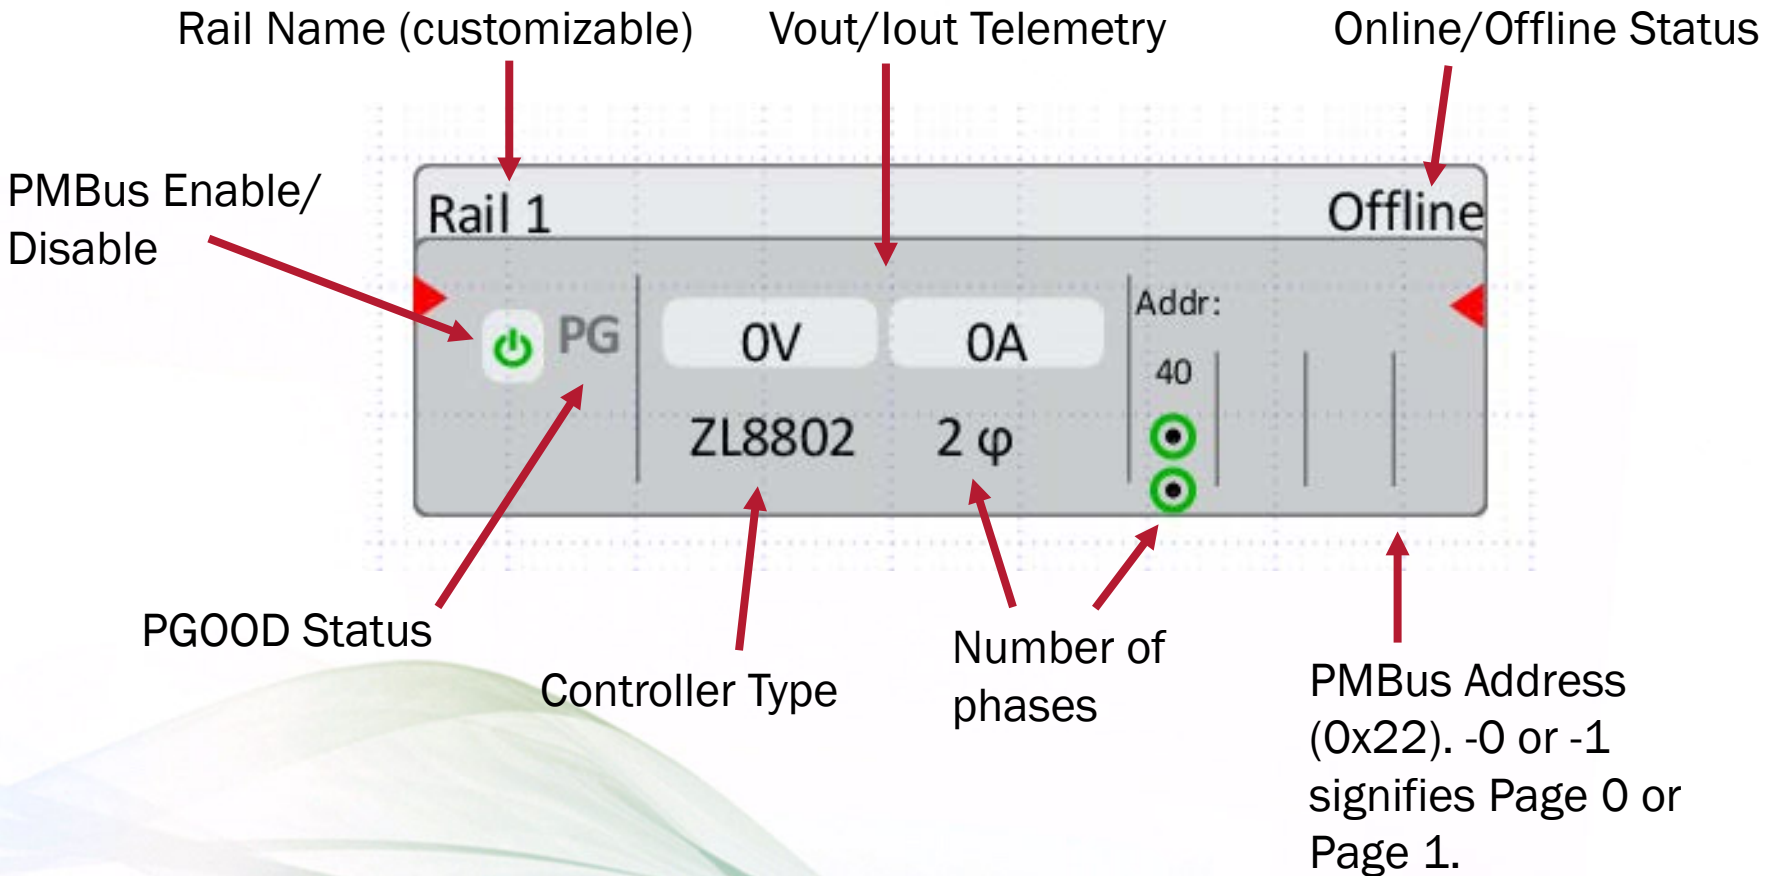 Rail Name (customizable)
Vout/Iout Telemetry
Online/Offline Status
PMBus Enable/
Disable
Rail 1
Offline
PG
0V
0A
Addr:
40
ZL8802
2 φ
PGOOD Status
Controller Type
Number of
phases
PMBus Address
(0x22). -0 or -1
signifies Page 0 or
Page 1.